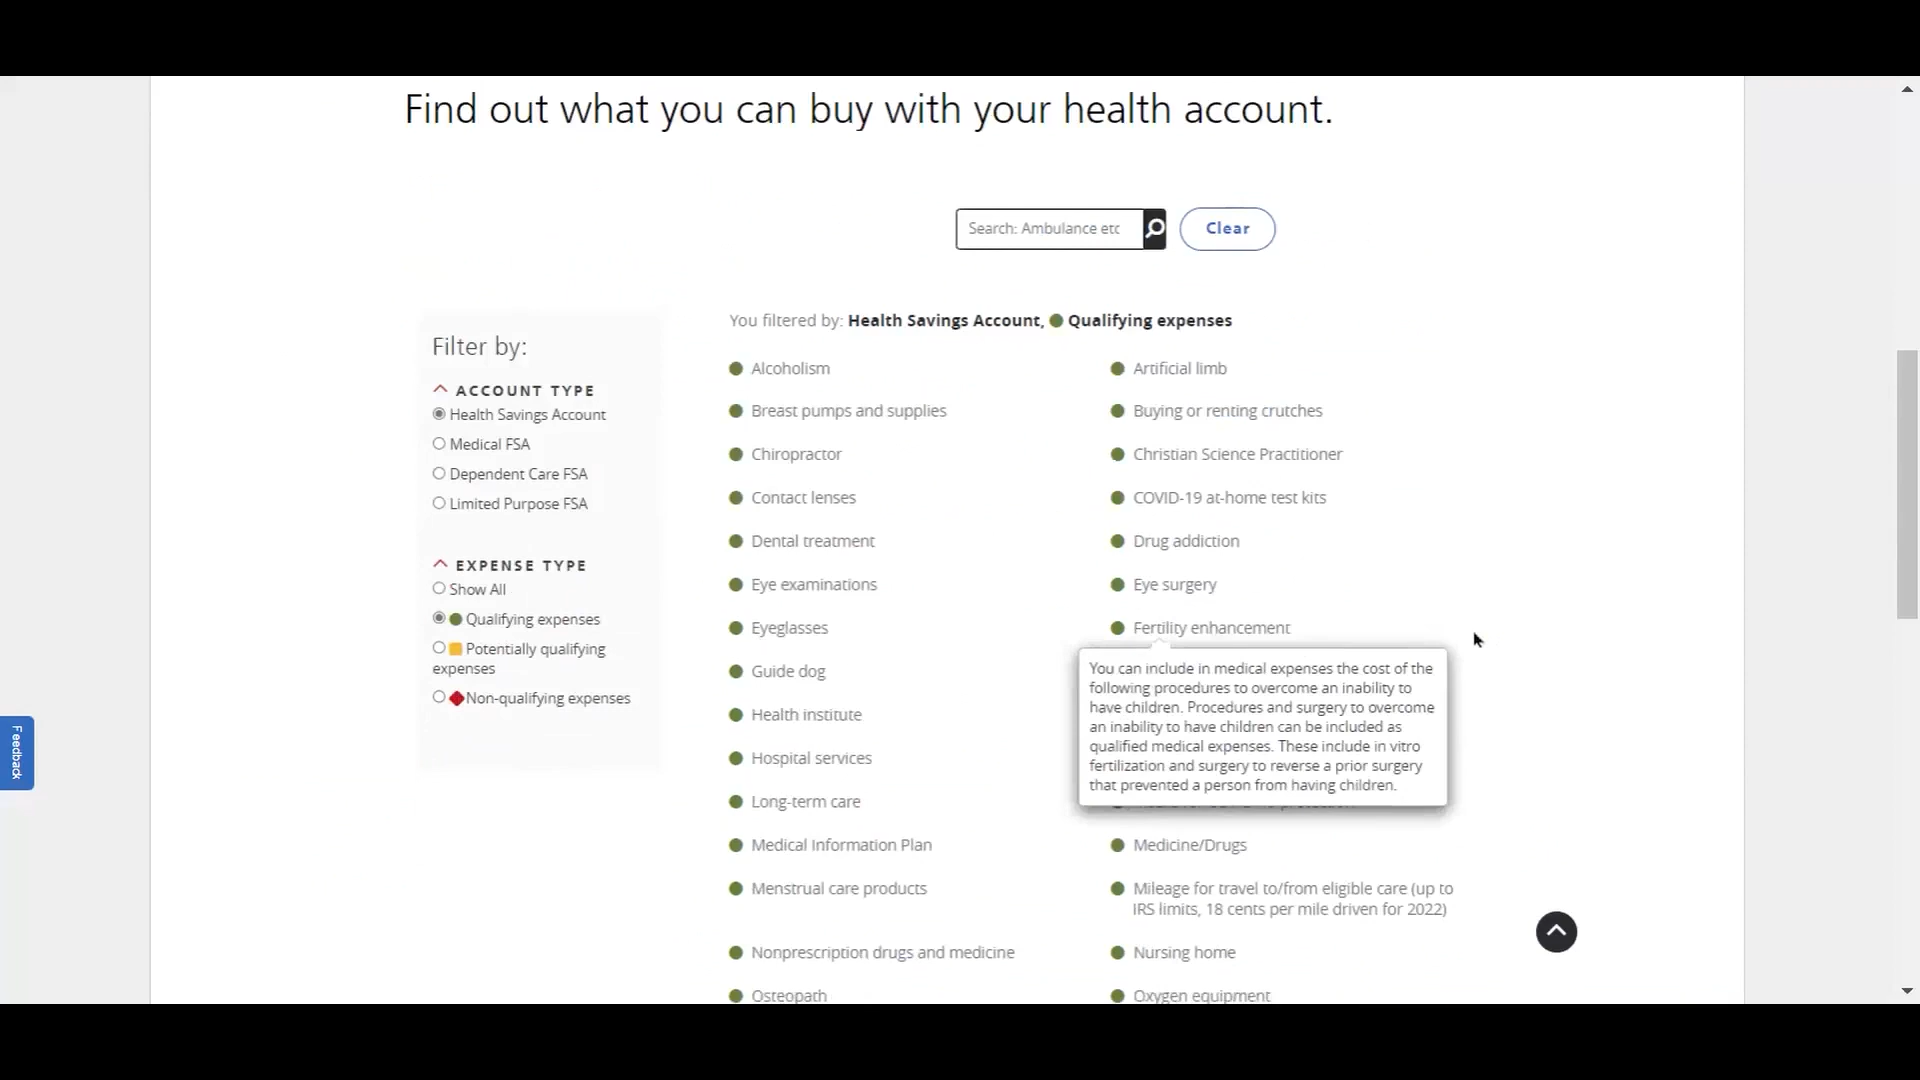 Find out what you can buy with your health account.
Search: Ambulance etc
Clear
Filter by:
ACCOUNT TYPE
Health Savings Account
Medical FSA
Dependent Care FSA
Limited Purpose FSA
EXPENSE TYPE
Show All
Qualifying expenses
Potentially qualifying
expenses
Non-qualifying expenses
Feedback
You filtered by: Health Savings Account, Qualifying expenses
Alcoholism
Artificial limb
Breast pumps and supplies
Buying or renting crutches
Chiropractor
Christian Science Practitioner
Contact lenses
COVID-19 at-home test kits
Dental treatment
Drug addiction
Eye examinations
Eye surgery
Eyeglasses
Fertility enhancement
You can include in medical expenses the cost of the
following procedures to overcome an inability to
have children. Procedures and surgery to overcome
an inability to have children can be included as
qualified medical expenses. These include in vitro
fertilization and surgery to reverse a prior surgery
that prevented a person from having children.
Guide dog
Health institute
Hospital services
Long-term care
Medical Information Plan
Medicine/Drugs
Menstrual care products
Mileage for travel to/from eligible care (up to
IRS limits, 18 cents per mile driven for 2022)
Nonprescription drugs and medicine
Nursing home
Osteopath
Oxygen equipment